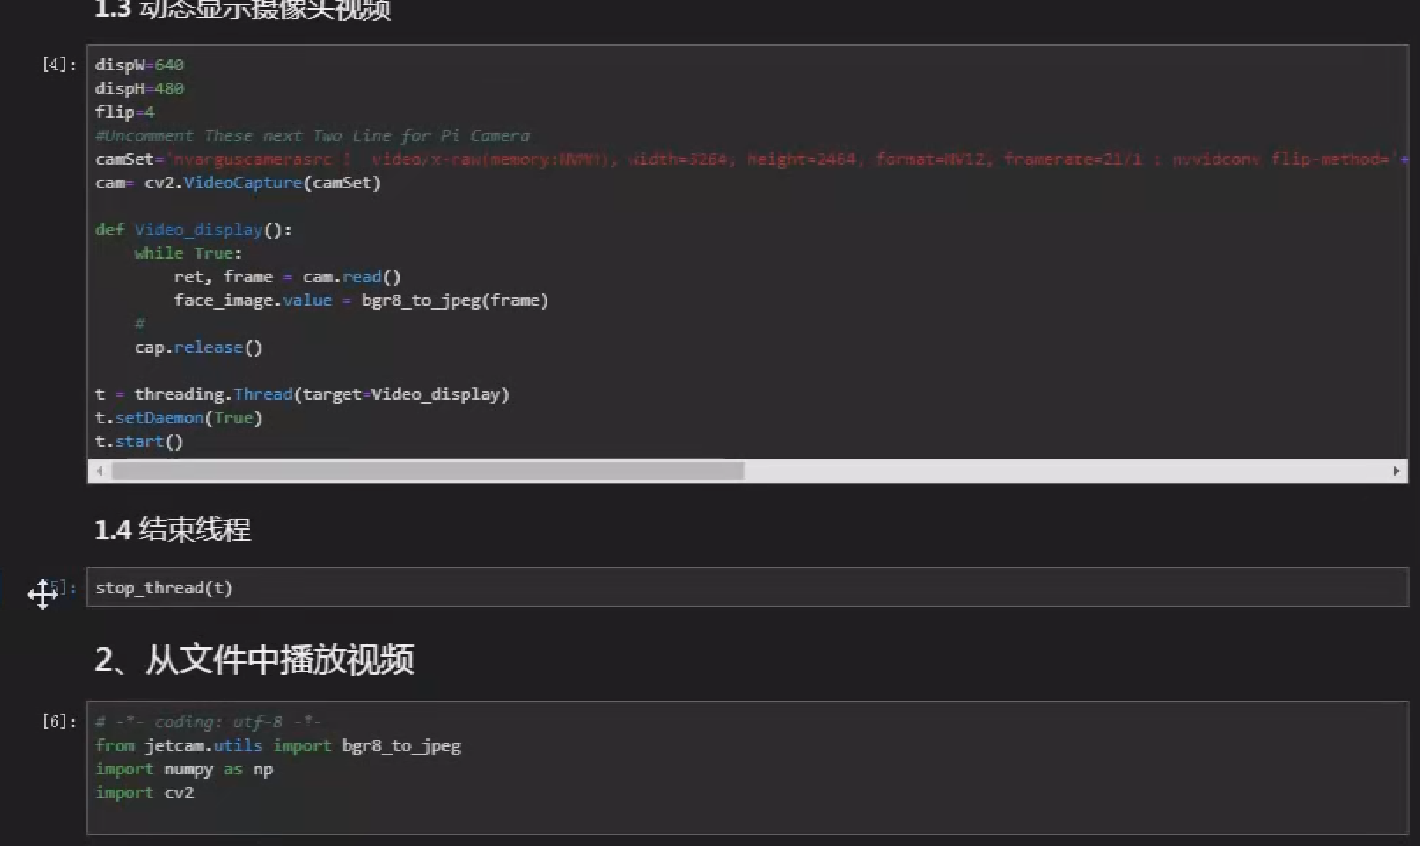 1.3 动态显示摄像头视频
[4]:
dispW=640
dispH=480
flip=4
#Uncomment These next Two Line for Pi Camera
camSet='nvarguscamerasrc !  video/x-raw(memory:NVMM), width=3264, height=2464, format=NV12, framerate=21/1 ! nvvidconv flip-method='+
cam= cv2.VideoCapture(camSet)
def Video_display():
while True:
ret, frame = cam.read()
face_image.value = bgr8_to_jpeg(frame)
#
cap.release()
t = threading.Thread(target=Video_display)
t.setDaemon(True)
t.start()
1.4 结束线程
[5]:
stop_thread(t)
2、从文件中播放视频
[6]:
# -*- coding: utf-8 -*-
from jetcam.utils import bgr8_to_jpeg
import numpy as np
import cv2